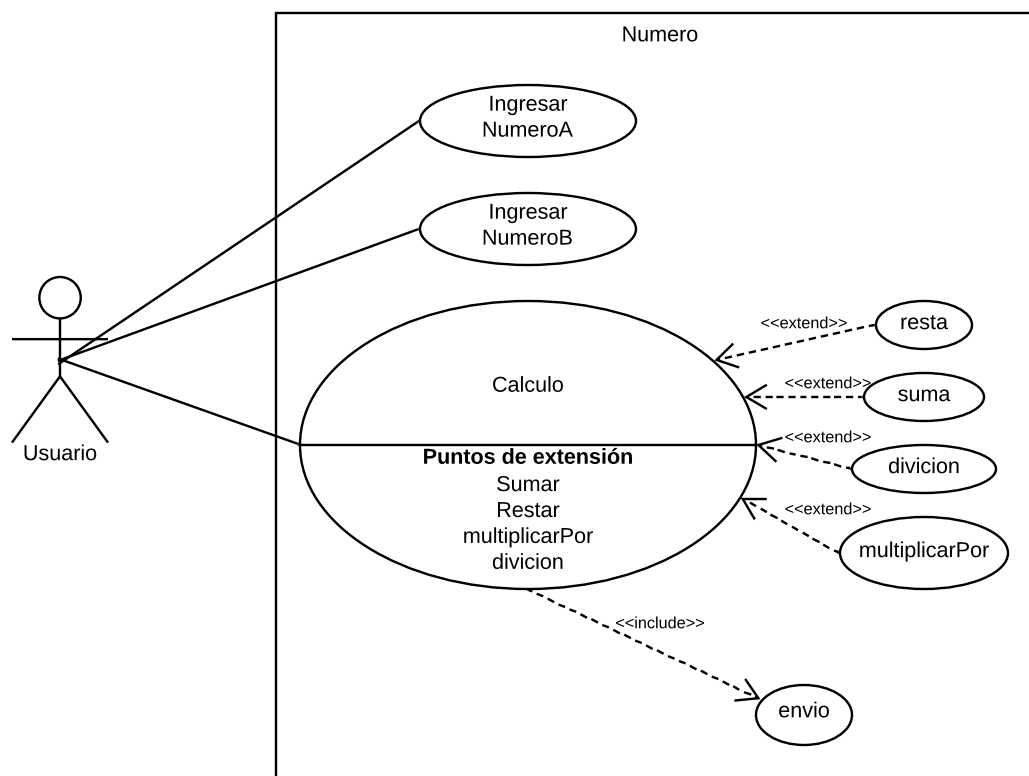 Numero
Ingresar
NumeroA
Ingresar
NumeroB
Usuario
Calculo
Puntos de extensión
Sumar
Restar
multiplicarPor
divicion
<<extend>>
resta
<<extend>>
suma
<<extend>>
divicion
<<extend>>
multiplicarPor
<<include>>
envio